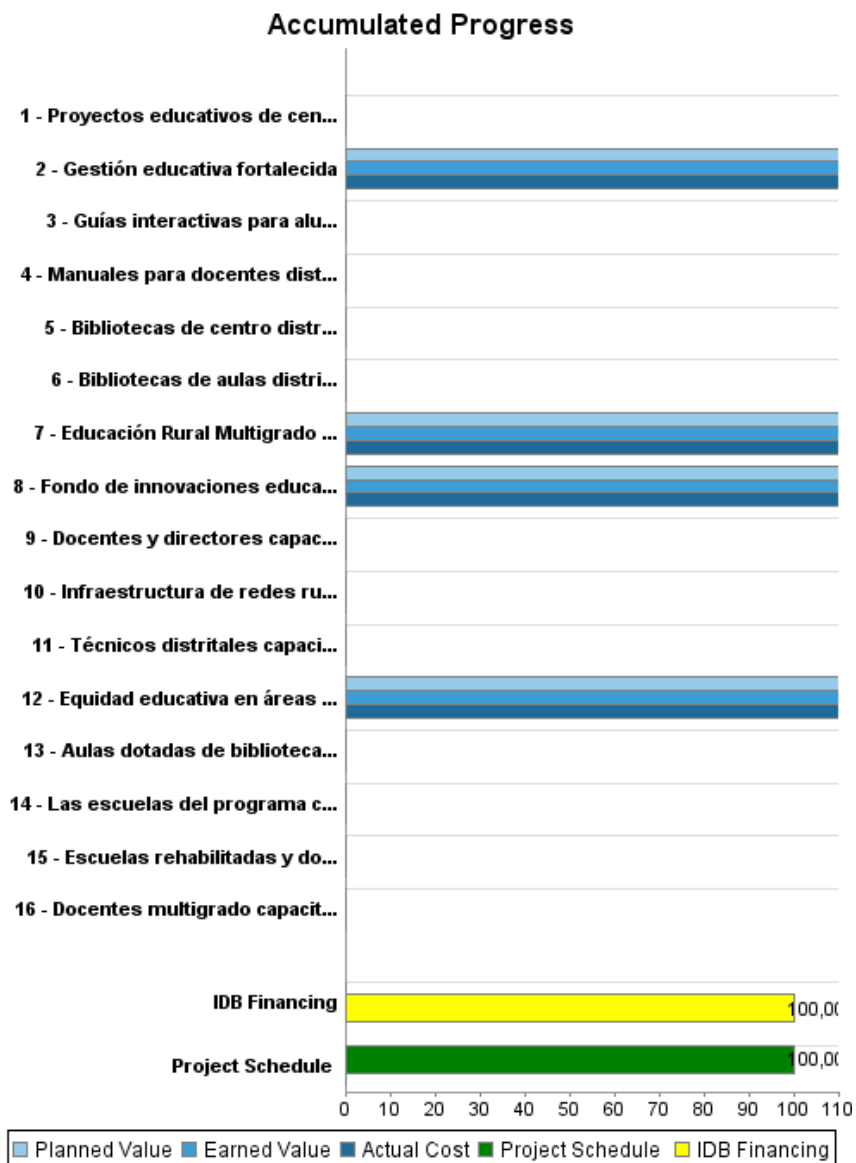 Accumulated Progress
1 - Proyectos educativos de cen...
2 - Gestión educativa fortalecida
3 - Guías interactivas para alu...
4 - Manuales para docentes dist...
5 - Bibliotecas de centro distr...
6 - Bibliotecas de aulas distri...
7 - Educación Rural Multigrado ...
8 - Fondo de innovaciones educa...
9 - Docentes y directores capac...
10 - Infraestructura de redes ru...
11 - Técnicos distritales capaci...
12 - Equidad educativa en áreas ...
13 - Aulas dotadas de biblioteca...
14 - Las escuelas del programa c...
15 - Escuelas rehabilitadas y do...
16 - Docentes multigrado capacit...
IDB Financing 100,00
Project Schedule 100,00
0 10 20 30 40 50 60 70 80 90 100 110
Planned Value Earned Value Actual Cost Project Schedule IDB Financing